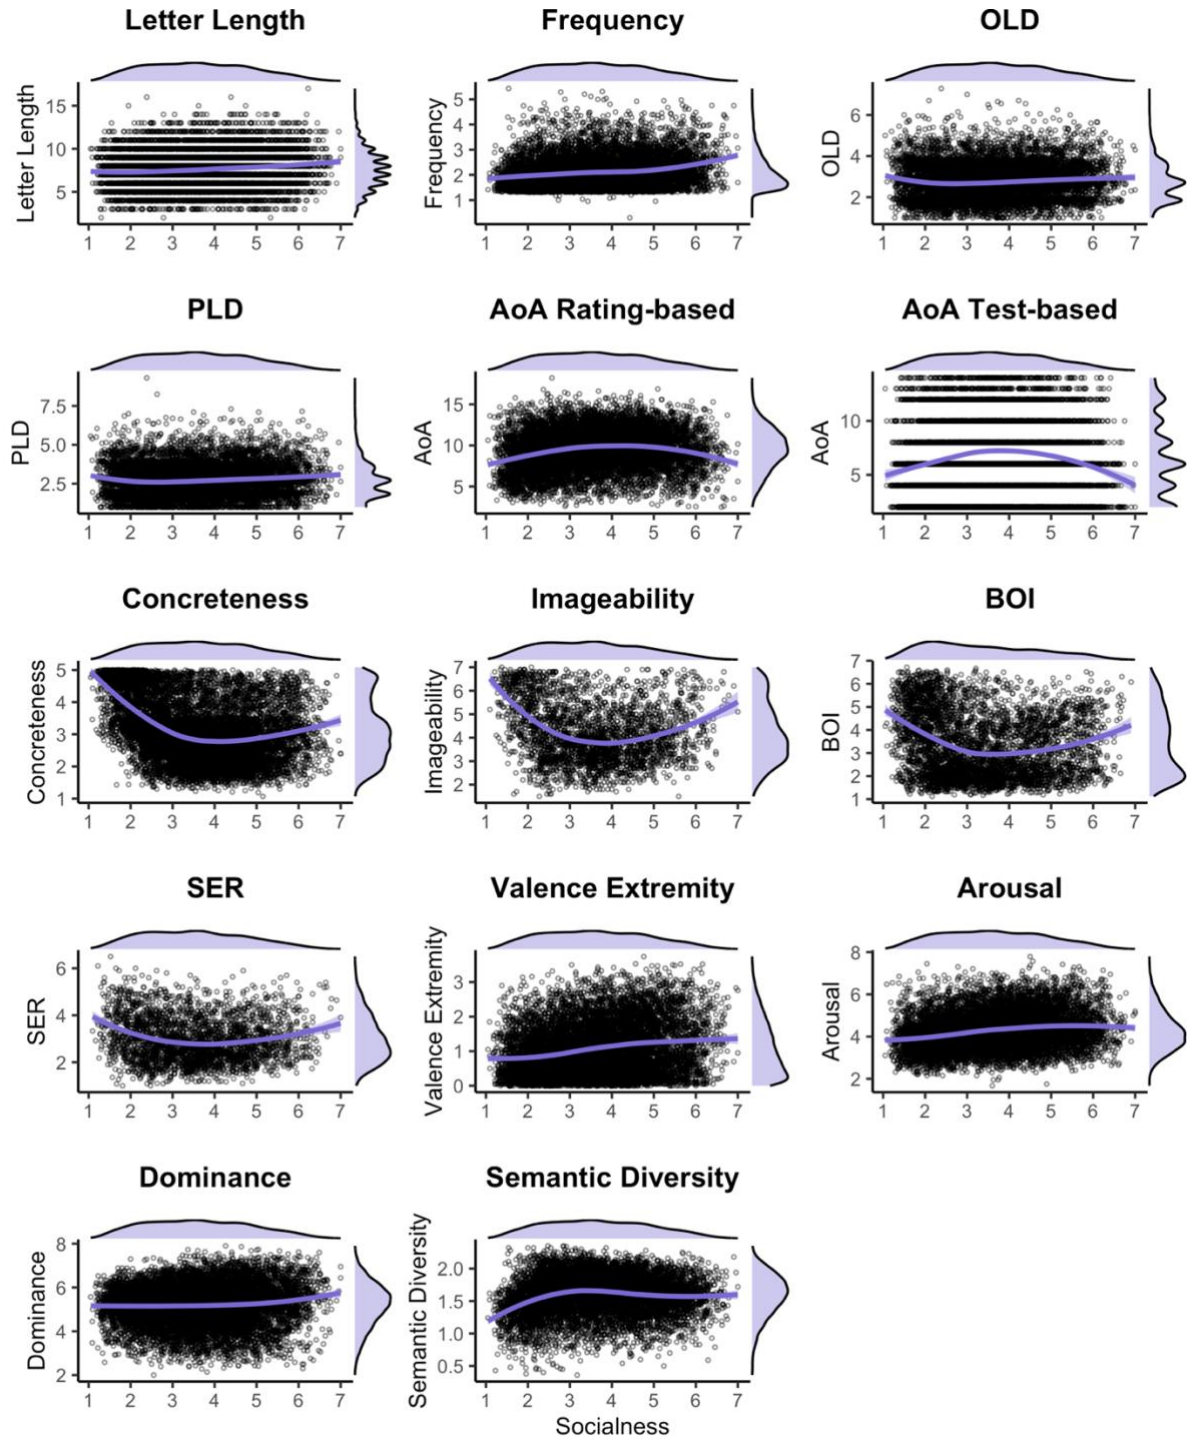 Letter Length
Frequency
OLD
Letter Length
15
10
5
1 2 3 4 5 6 7
Frequency
5
4
3
2
1
1 2 3 4 5 6 7
OLD
6
4
2
1 2 3 4 5 6 7
PLD
AoA Rating-based
AoA Test-based
PLD
7.5
5.0
2.5
1 2 3 4 5 6 7
AoA
15
10
5
1 2 3 4 5 6 7
AoA
10
5
1 2 3 4 5 6 7
Concreteness
Imageability
BOI
Concreteness
5
4
3
2
1
1 2 3 4 5 6 7
Imageability
7
6
5
4
3
2
1 2 3 4 5 6 7
BOI
7
6
5
4
3
2
1
1 2 3 4 5 6 7
SER
Valence Extremity
Arousal
SER
6
4
2
1 2 3 4 5 6 7
Valence Extremity
3
2
1
0
1 2 3 4 5 6 7
Arousal
8
6
4
2
1 2 3 4 5 6 7
Dominance
Semantic Diversity
Dominance
8
6
4
2
1 2 3 4 5 6 7
Semantic Diversity
2.0
1.5
1.0
0.5
1 2 3 4 5 6 7
Socialness